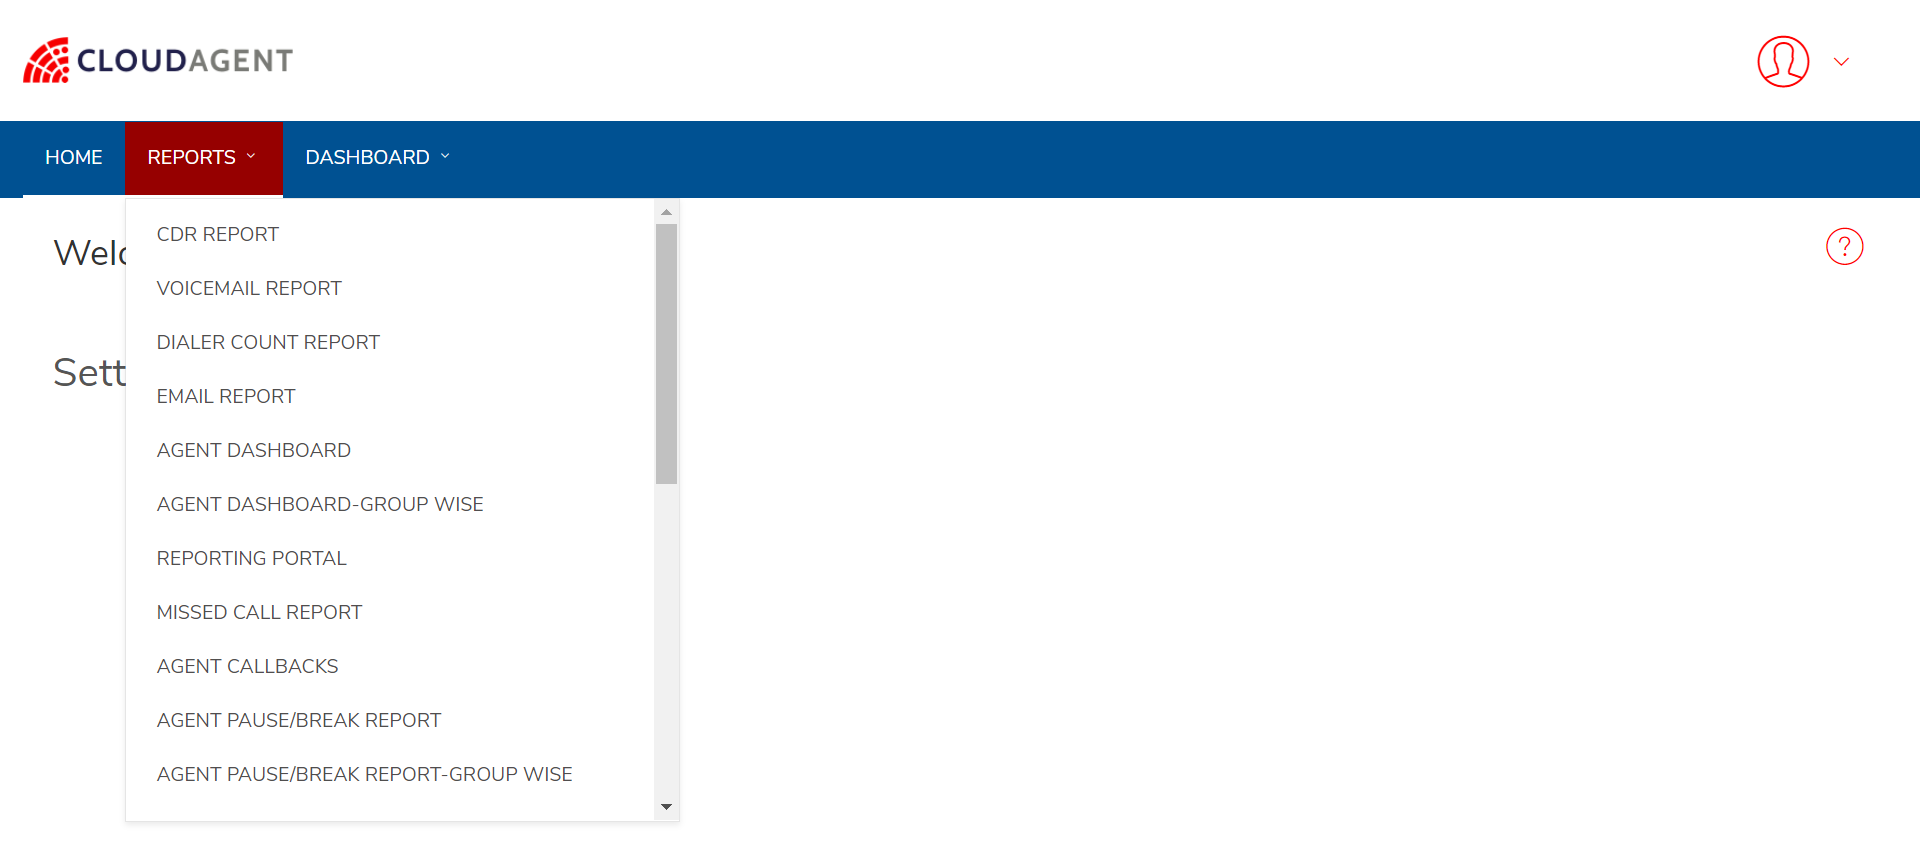 CLOUDAGENT
HOME REPORTS DASHBOARD
CDR REPORT
VOICEMAIL REPORT
DIALER COUNT REPORT
EMAIL REPORT
AGENT DASHBOARD
AGENT DASHBOARD-GROUP WISE
REPORTING PORTAL
MISSED CALL REPORT
AGENT CALLBACKS
AGENT PAUSE/BREAK REPORT
AGENT PAUSE/BREAK REPORT-GROUP WISE
Welc
Sett
?